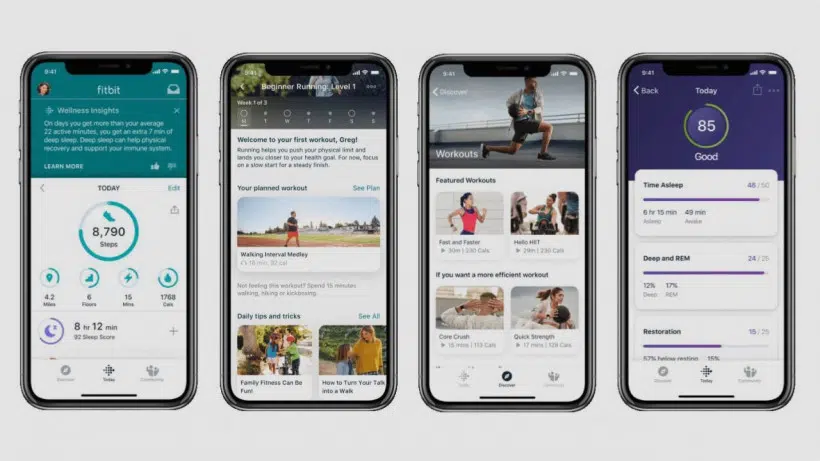 9:41
fitbit
Wellness Insights
On days you get more than your average
22 active minutes, you get an extra 7 min of
deep sleep. Deep sleep can help physical
recovery and support your immune system.
LEARN MORE
TODAY
Edit
8,790
Steps
4.2
Miles
6
Floors
15
Mins
1768
Cals
8 hr 12 min
92 Sleep Score
Discover
Today
Community
9:41
Beginner Running: Level 1
Week 1 of 3
T
W
T
F
S
S
Welcome to your first workout, Greg!
Running helps you push your physical limit and
lands you closer to your health goal. For now, focus
on a slow start for a steady finish.
Your planned workout
See Plan
Walking Interval Medley
Not feeling this workout? Spend 15 minutes
walking, hiking or kickboxing.
Daily tips and tricks
See All
Family Fitness Can Be
Fun!
How to Turn Your Talk
into a Walk
9:41
Discover
Workouts
Featured Workouts
Fast and Faster
30m | 230 Cals
Hello HIIT
29m | 230 Cals
If you want a more efficient workout
Core Crush
15 mins | 113 Cals
Quick Strength
17 mins | 128 Cals
Today
Discover
Community
9:41
Back
Today
85
Good
Time Asleep
46 / 50
6 hr 15 min
Asleep
49 min
Awake
Deep and REM
24 / 25
12%
Deep
17%
REM
Restoration
15 / 25
57% below resting
15%
Discover
Today
Community